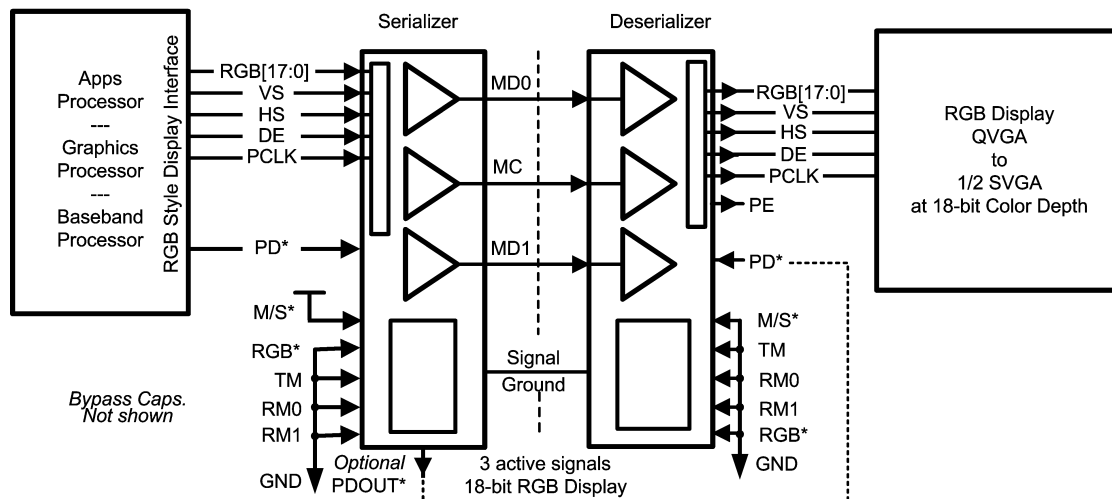 Serializer
Deserializer
Apps
Processor
---
Graphics
Processor
---
Baseband
Processor
RGB Style Display Interface
RGB[17:0]
VS
HS
DE
PCLK
PD*
M/S*
RGB*
TM
RM0
RM1
GND
Bypass Caps.
Not shown
MD0
MC
MD1
Signal
Ground
Optional
PDOUT*
3 active signals
18-bit RGB Display
RGB[17:0]
VS
HS
DE
PCLK
PE
PD*
M/S*
TM
RM0
RM1
RGB*
GND
RGB Display
QVGA
to
1/2 SVGA
at 18-bit Color Depth